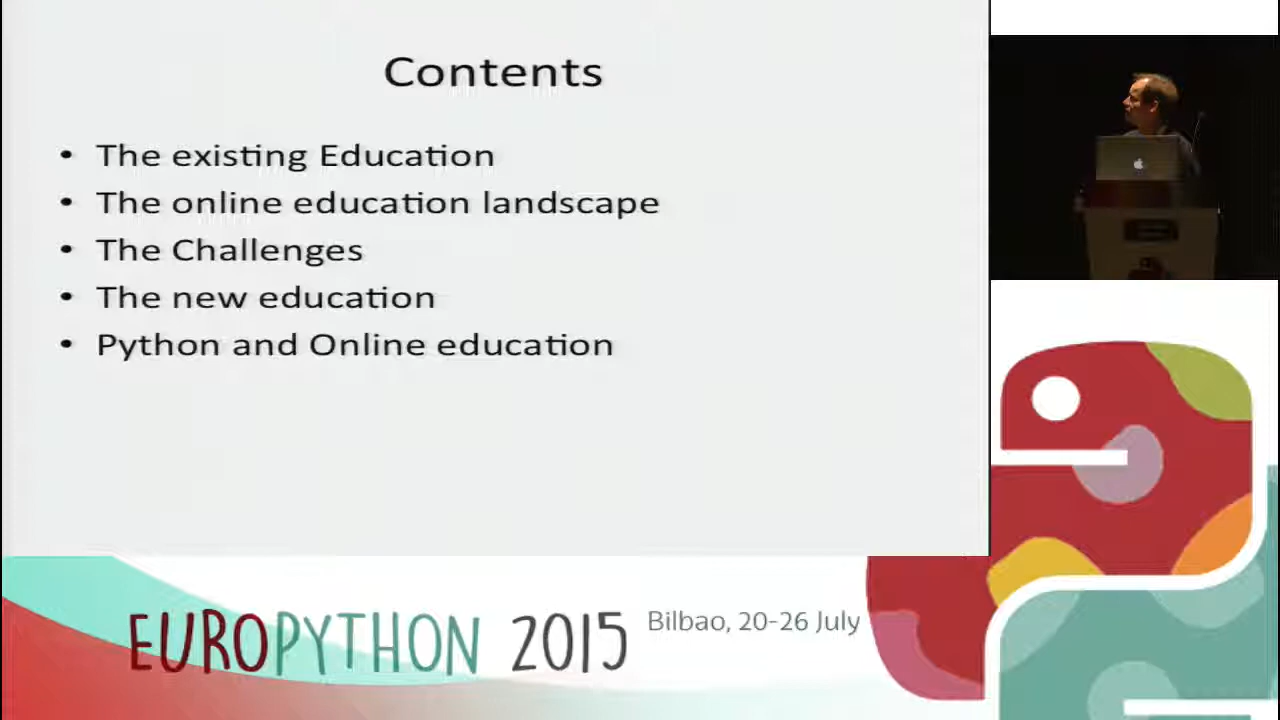 Contents
• The existing Education
• The online education landscape
• The Challenges
• The new education
• Python and Online education
EUROPYTHON 2015 Bilbao, 20-26 July